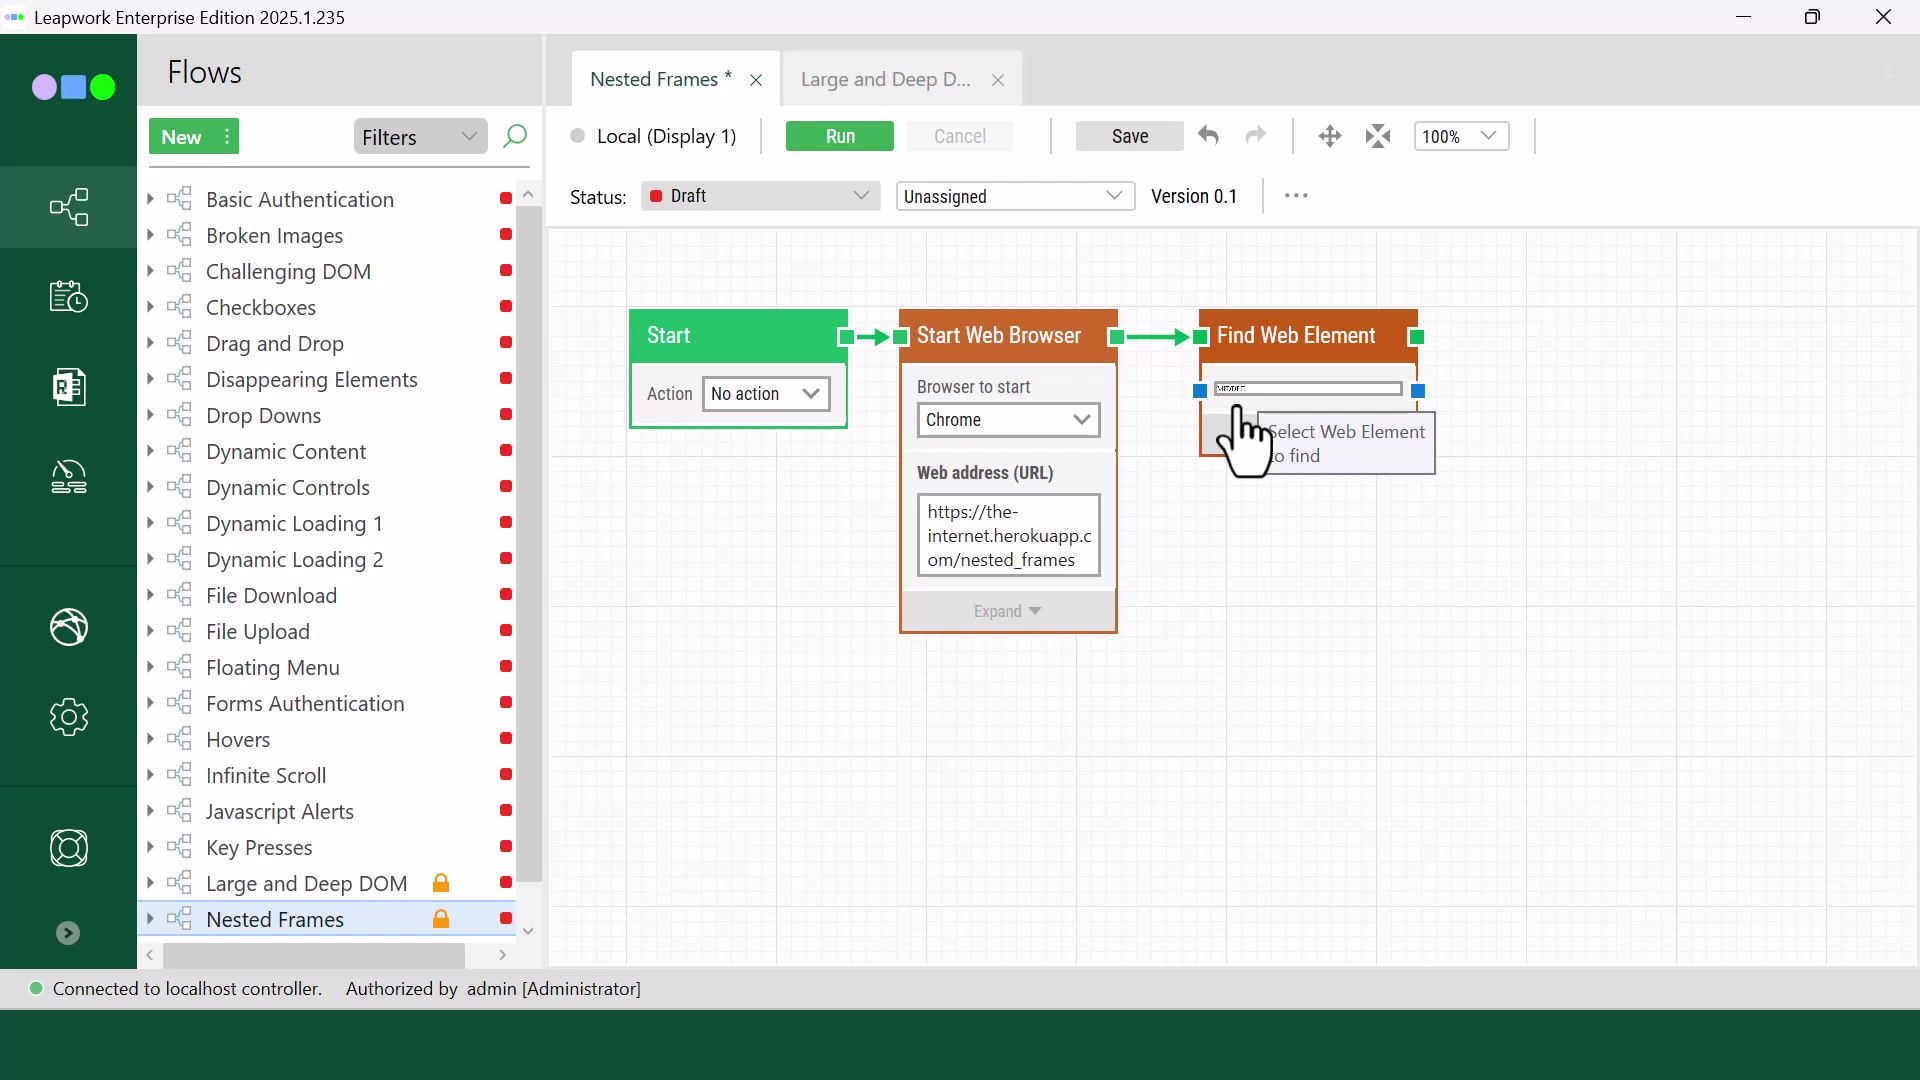 Leapwork Enterprise Edition 2025.1.235
Flows
Nested Frames *
Large and Deep D...
New
Filters
Local (Display 1)
Run
Cancel
Save
100%
Status:
Draft
Unassigned
Version 0.1
Basic Authentication
Broken Images
Challenging DOM
Checkboxes
Drag and Drop
Disappearing Elements
Drop Downs
Dynamic Content
Dynamic Controls
Dynamic Loading 1
Dynamic Loading 2
File Download
File Upload
Floating Menu
Forms Authentication
Hovers
Infinite Scroll
Javascript Alerts
Key Presses
Large and Deep DOM
Nested Frames
Start
Action
No action
Start Web Browser
Browser to start
Chrome
Web address (URL)
https://the-
internet.herokuapp.c
om/nested_frames
Expand
Find Web Element
MIDDLE
Select Web Element
to find
Connected to localhost controller.
Authorized by admin [Administrator]